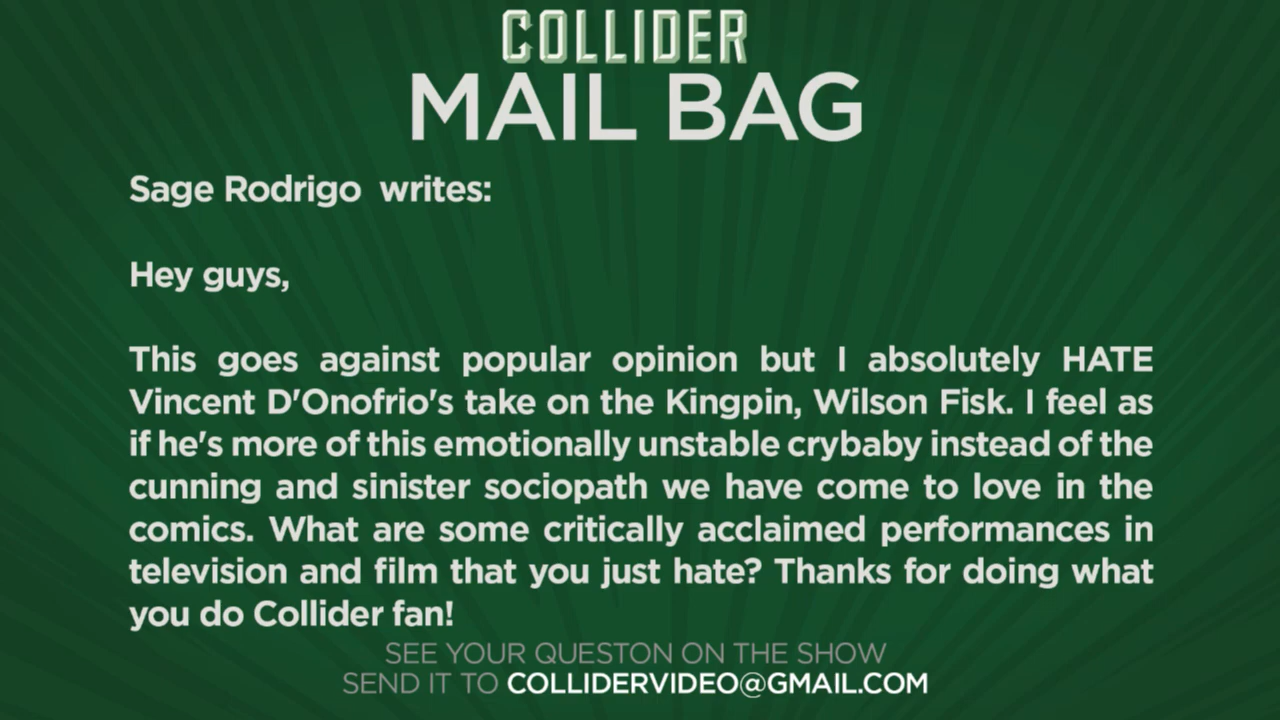 COLLIDER
MAIL BAG
Sage Rodrigo writes:
Hey guys,
This goes against popular opinion but I absolutely HATE
Vincent D'Onofrio's take on the Kingpin, Wilson Fisk. I feel as
if he's more of this emotionally unstable crybaby instead of the
cunning and sinister sociopath we have come to love in the
comics. What are some critically acclaimed performances in
television and film that you just hate? Thanks for doing what
you do Collider fan!
SEE YOUR QUESTON ON THE SHOW
SEND IT TO COLLIDERVIDEO@GMAIL.COM